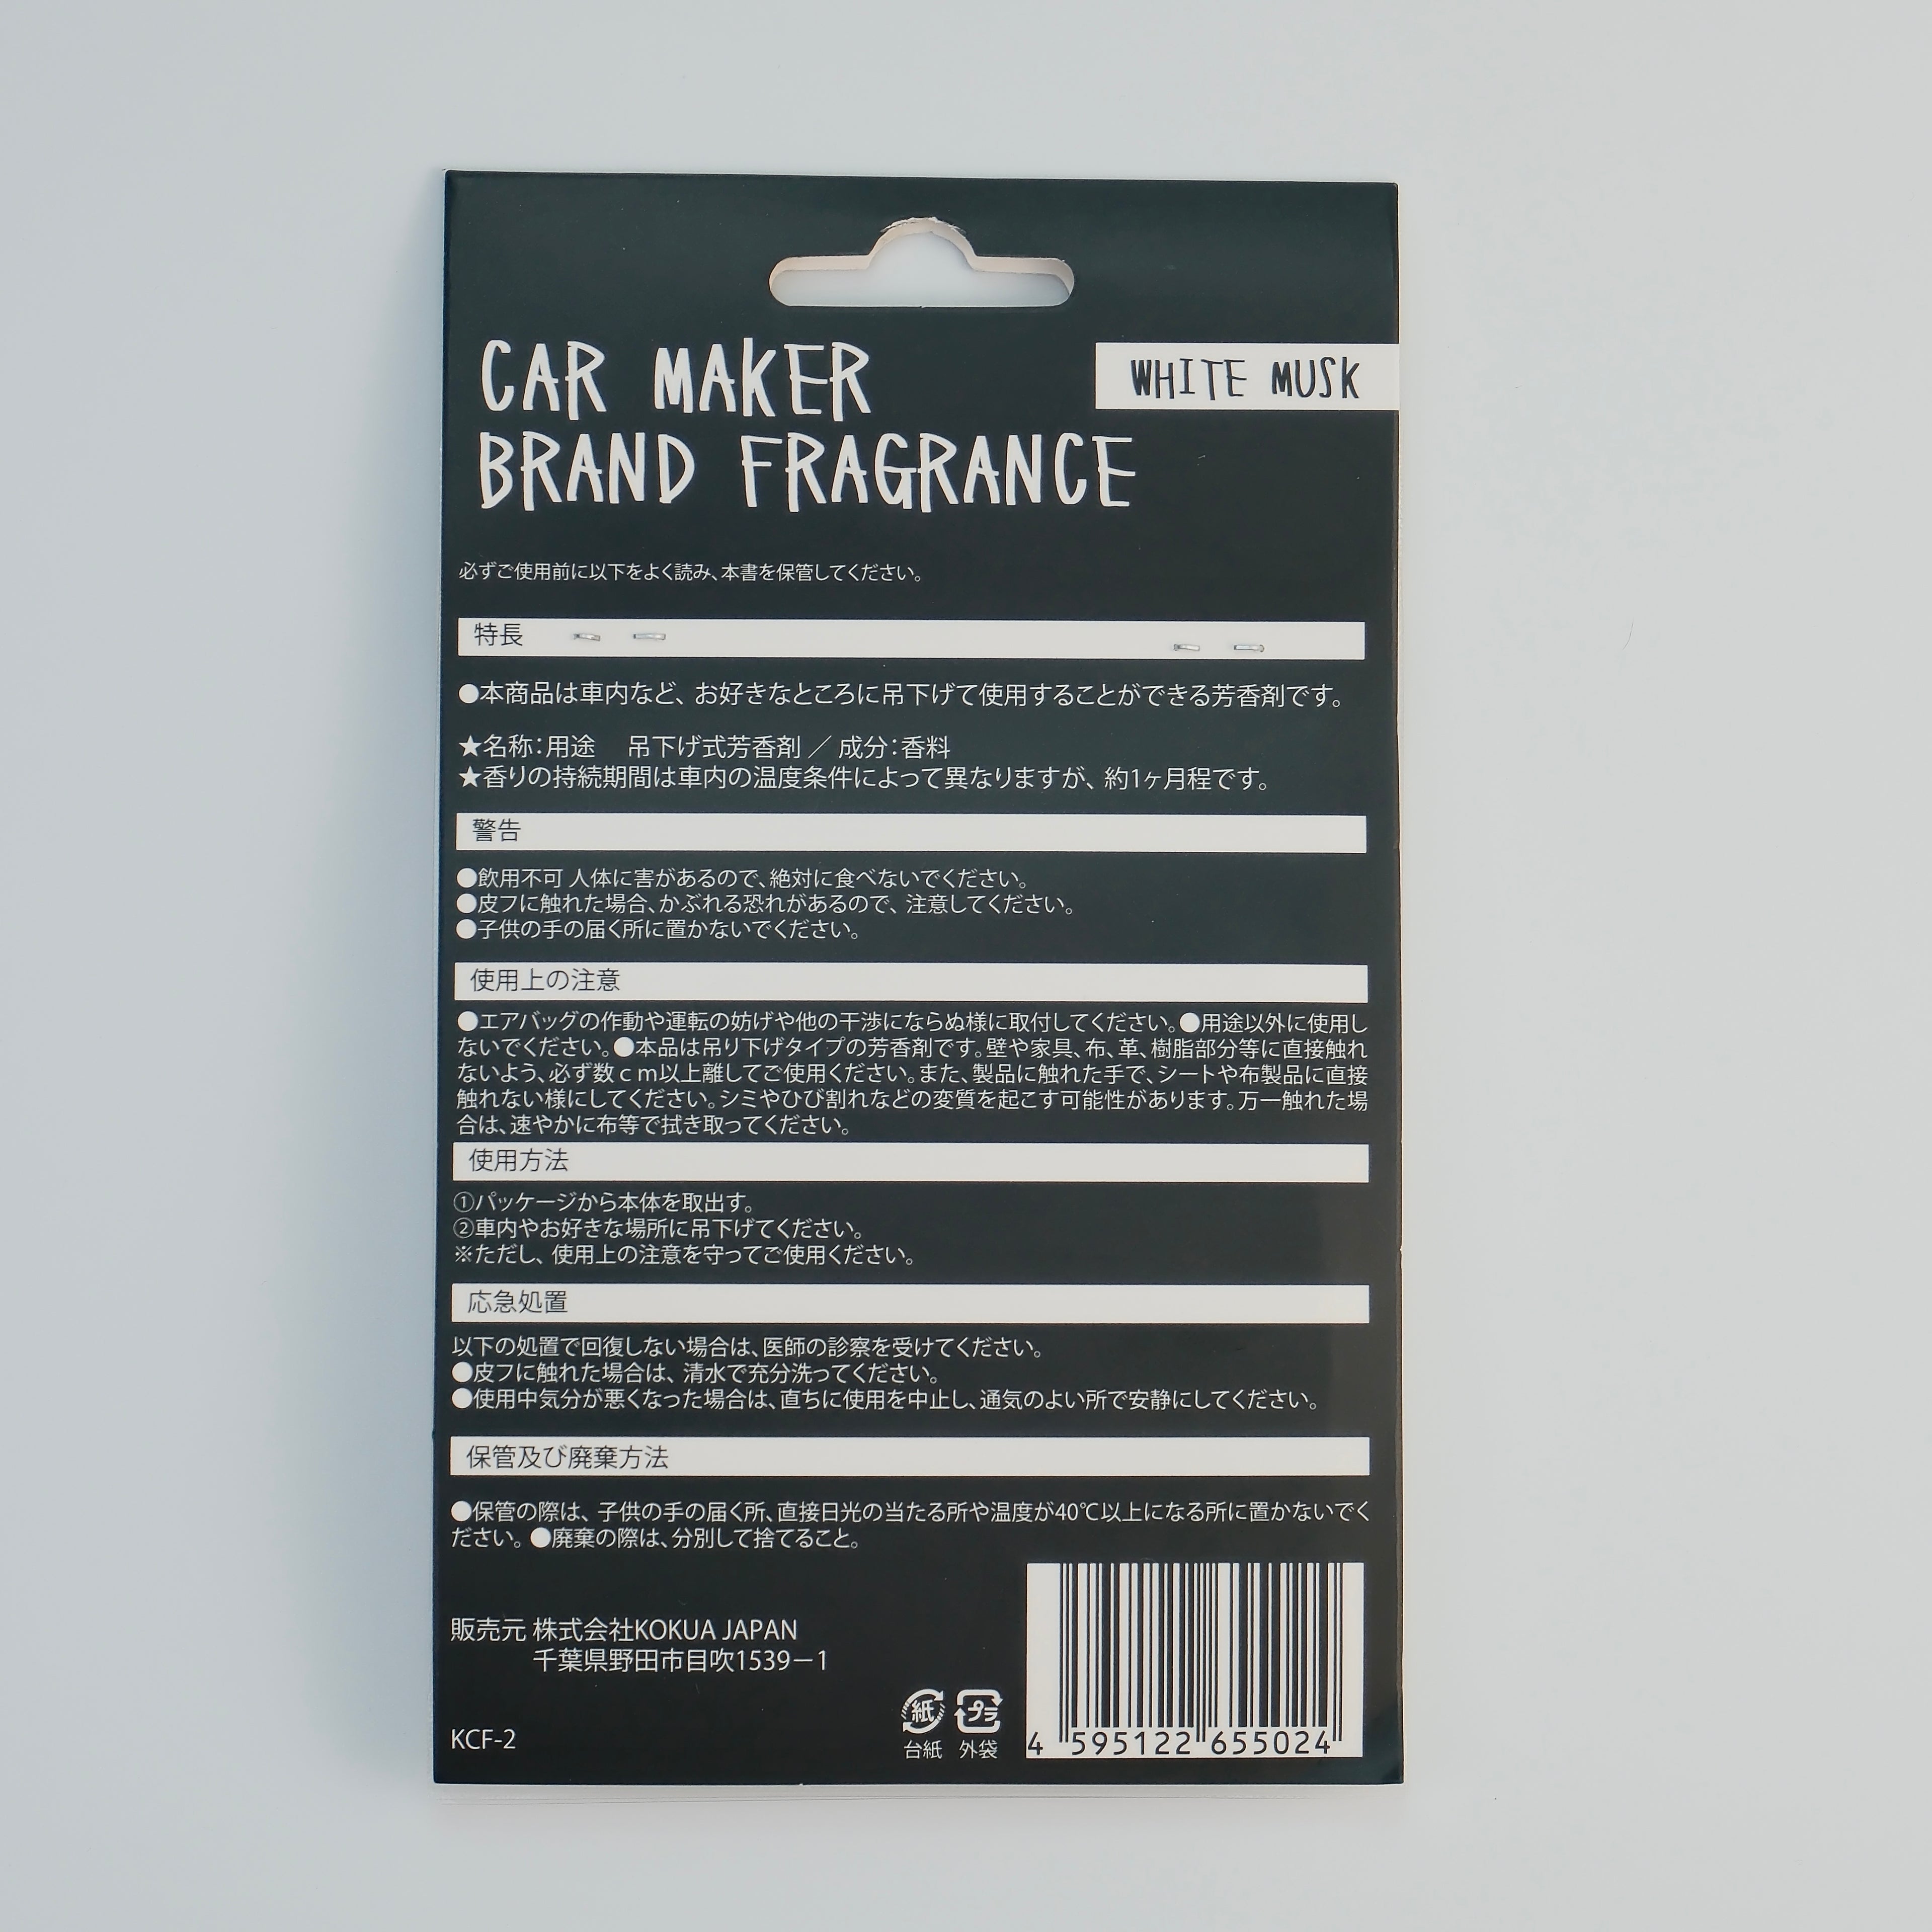 CAR MAKER
BRAND FRAGRANCE
WHITE MUSK
必ずご使用前に以下をよく読み、本書を保管してください。
特長
●本商品は車内など、お好きなところに吊下げて使用することができる芳香剤です。
★名称：用途　吊下げ式芳香剤 ／ 成分：香料
★香りの持続期間は車内の温度条件によって異なりますが、約1ヶ月程です。
警告
●飲用不可 人体に害があるので、絶対に食べないでください。
●皮フに触れた場合、かぶれる恐れがあるので、注意してください。
●子供の手の届く所に置かないでください。
使用上の注意
●エアバッグの作動や運転の妨げや他の干渉にならぬ様に取付してください。●用途以外に使用し
ないでください。●本品は吊り下げタイプの芳香剤です。壁や家具、布、革、樹脂部分等に直接触れ
ないよう、必ず数ｃｍ以上離してご使用ください。また、製品に触れた手で、シートや布製品に直接
触れない様にしてください。シミやひび割れなどの変質を起こす可能性があります。万一触れた場
合は、速やかに布等で拭き取ってください。
使用方法
①パッケージから本体を取出す。
②車内やお好きな場所に吊下げてください。
※ただし、使用上の注意を守ってご使用ください。
応急処置
以下の処置で回復しない場合は、医師の診察を受けてください。
●皮フに触れた場合は、清水で充分洗ってください。
●使用中気分が悪くなった場合は、直ちに使用を中止し、通気のよい所で安静にしてください。
保管及び廃棄方法
●保管の際は、子供の手の届く所、直接日光の当たる所や温度が40℃以上になる所に置かないでく
ださい。●廃棄の際は、分別して捨てること。
販売元 株式会社KOKUA JAPAN
千葉県野田市目吹1539－1
KCF-2
紙 プラ
台紙 外袋
4 595122 655024